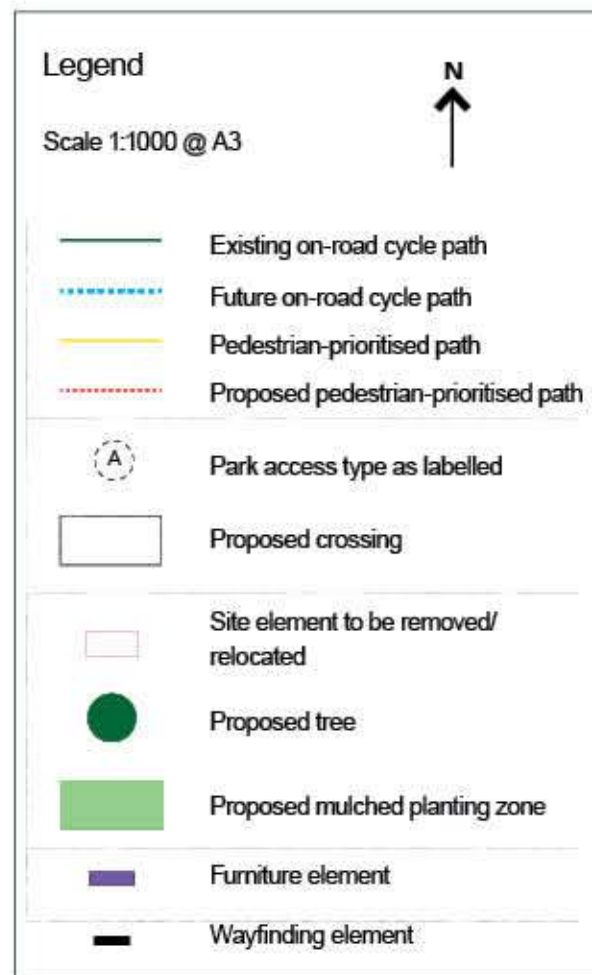 Legend
N
Scale 1:1000 @ A3
Existing on-road cycle path
Future on-road cycle path
Pedestrian-prioritised path
Proposed pedestrian-prioritised path
A
Park access type as labelled
Proposed crossing
Site element to be removed/
relocated
Proposed tree
Proposed mulched planting zone
Furniture element
Wayfinding element